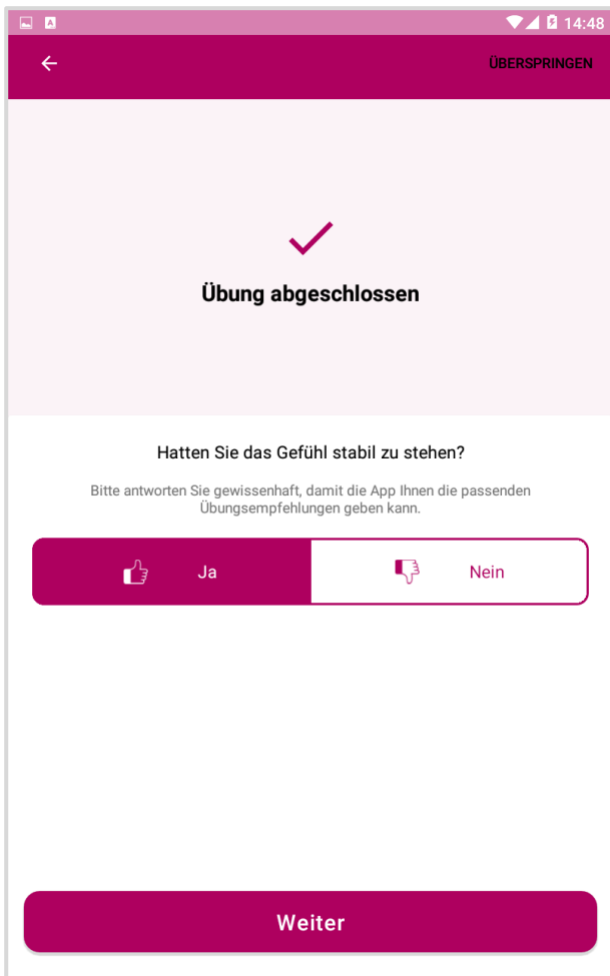 14:48
ÜBERSPRINGEN
Übung abgeschlossen
Hatten Sie das Gefühl stabil zu stehen?
Bitte antworten Sie gewissenhaft, damit die App Ihnen die passenden
Übungsempfehlungen geben kann.
Ja
Nein
Weiter